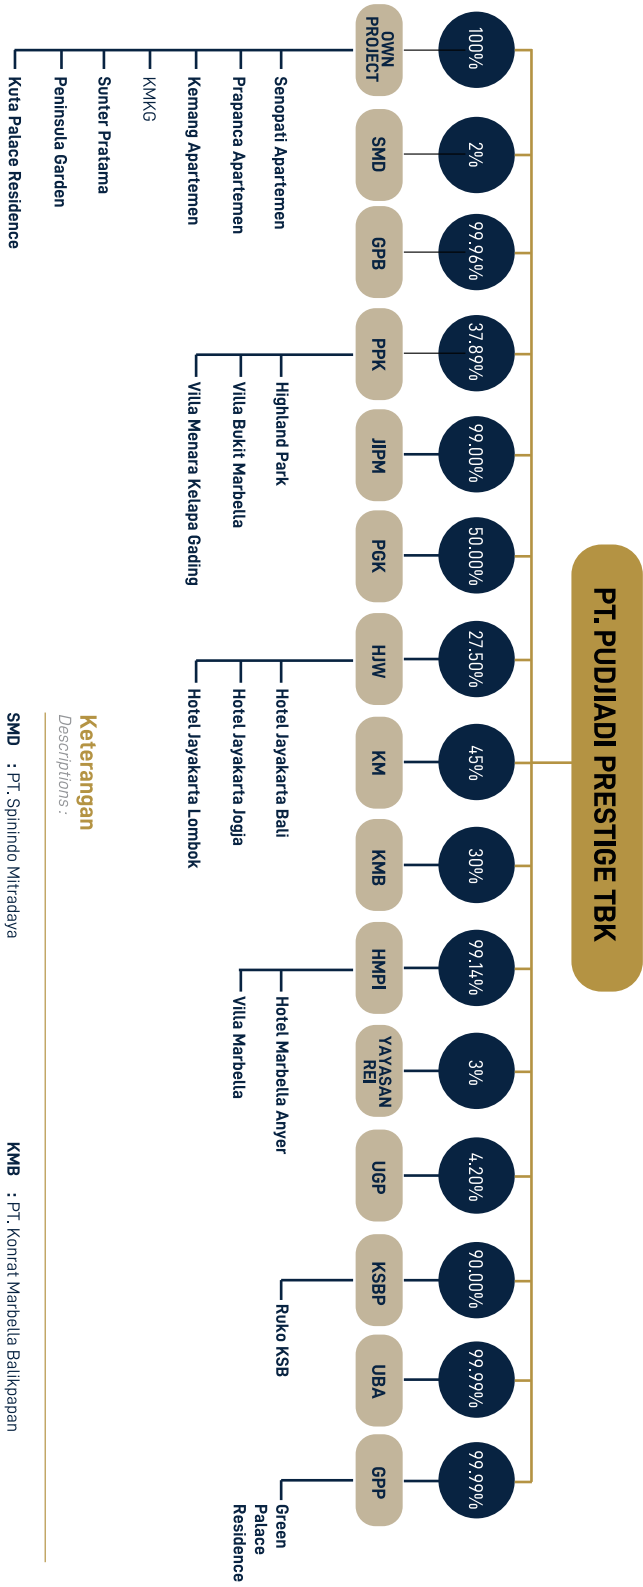 PT. PUDJIADI PRESTIGE TBK
100%
2%
99.96%
37.89%
99.00%
50.00%
27.50%
45%
30%
99.14%
3%
4.20%
90.00%
99.99%
99.99%
OWN
PROJECT
SMD
GPB
PPK
JIPM
PGK
HJW
KM
KMB
HMPI
YAYASAN
REI
UGP
KSBP
UBA
GPP
Senopati Apartemen
Prapanca Apartemen
Kemang Apartemen
KMKG
Sunter Pratama
Peninsula Garden
Kuta Palace Residence
Highland Park
Villa Bukit Marbella
Villa Menara Kelapa Gading
Hotel Jayakarta Bali
Hotel Jayakarta Jogja
Hotel Jayakarta Lombok
Hotel Marbella Anyer
Villa Marbella
Ruko KSB
Green
Palace
Residence
Keterangan
Descriptions :
SMD : PT. Spinindo Mitradaya
KMB : PT. Konrat Marbella Balikpapan